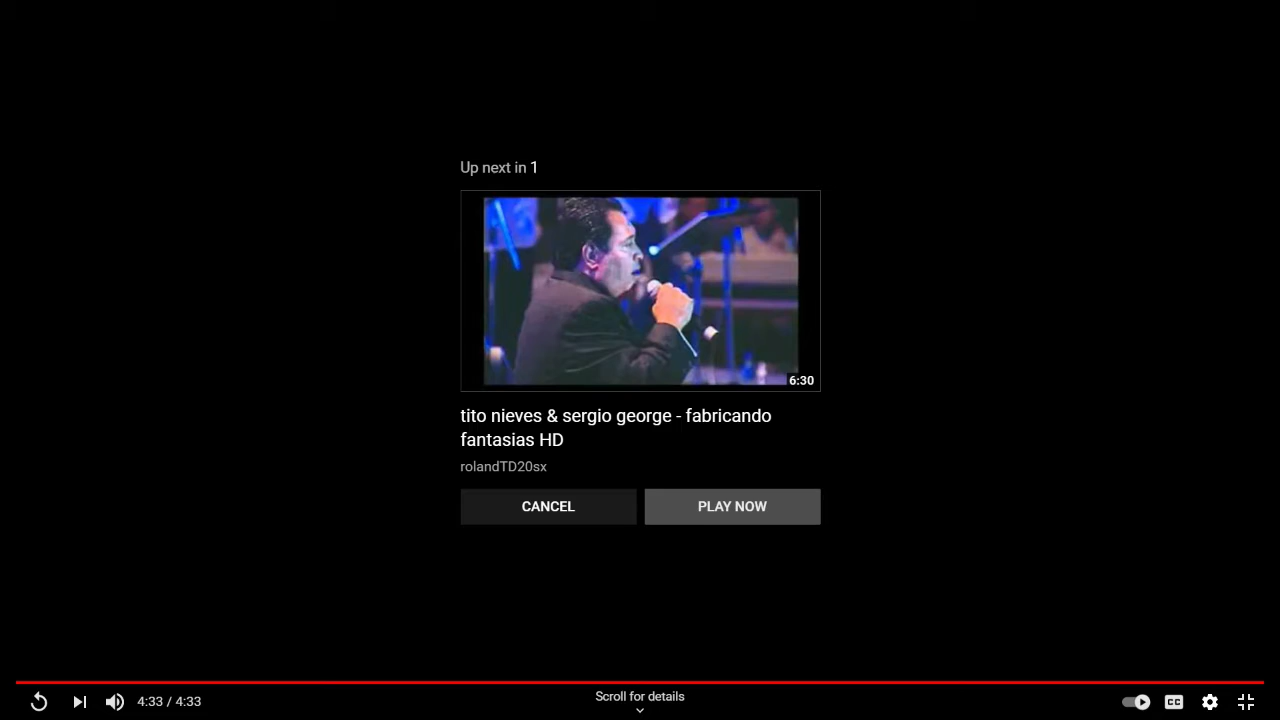 Up next in 1
6:30
tito nieves & sergio george - fabricando
fantasias HD
rolandTD20sx
CANCEL
PLAY NOW
4:33 / 4:33
Scroll for details
CC